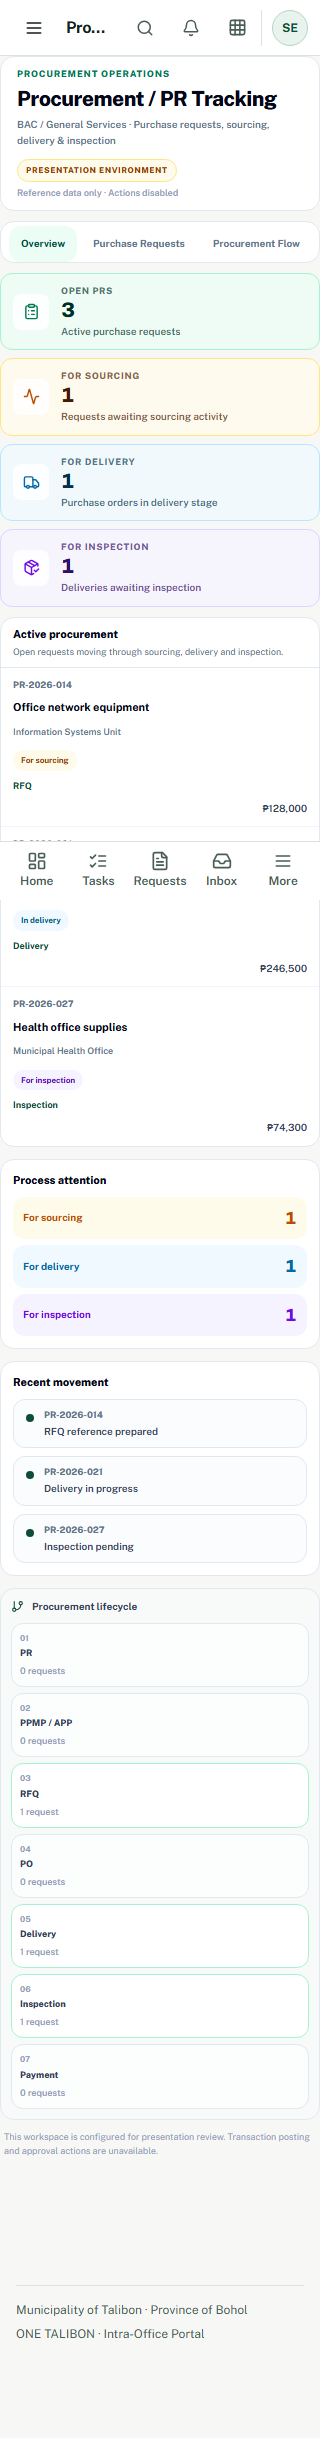 Pro...
SE
PROCUREMENT OPERATIONS
Procurement / PR Tracking
BAC / General Services · Purchase requests, sourcing,
delivery & inspection
PRESENTATION ENVIRONMENT
Reference data only · Actions disabled
Overview
Purchase Requests
Procurement Flow
OPEN PRS
3
Active purchase requests
FOR SOURCING
1
Requests awaiting sourcing activity
FOR DELIVERY
1
Purchase orders in delivery stage
FOR INSPECTION
1
Deliveries awaiting inspection
Active procurement
Open requests moving through sourcing, delivery and inspection.
PR-2026-014
Office network equipment
Information Systems Unit
For sourcing
RFQ
₱128,000
Home
Tasks
Requests
Inbox
More
In delivery
Delivery
₱246,500
PR-2026-027
Health office supplies
Municipal Health Office
For inspection
Inspection
₱74,300
Process attention
For sourcing
1
For delivery
1
For inspection
1
Recent movement
PR-2026-014
RFQ reference prepared
PR-2026-021
Delivery in progress
PR-2026-027
Inspection pending
Procurement lifecycle
01
PR
0 requests
02
PPMP / APP
0 requests
03
RFQ
1 request
04
PO
0 requests
05
Delivery
1 request
06
Inspection
1 request
07
Payment
0 requests
This workspace is configured for presentation review. Transaction posting
and approval actions are unavailable.
Municipality of Talibon · Province of Bohol
ONE TALIBON · Intra-Office Portal